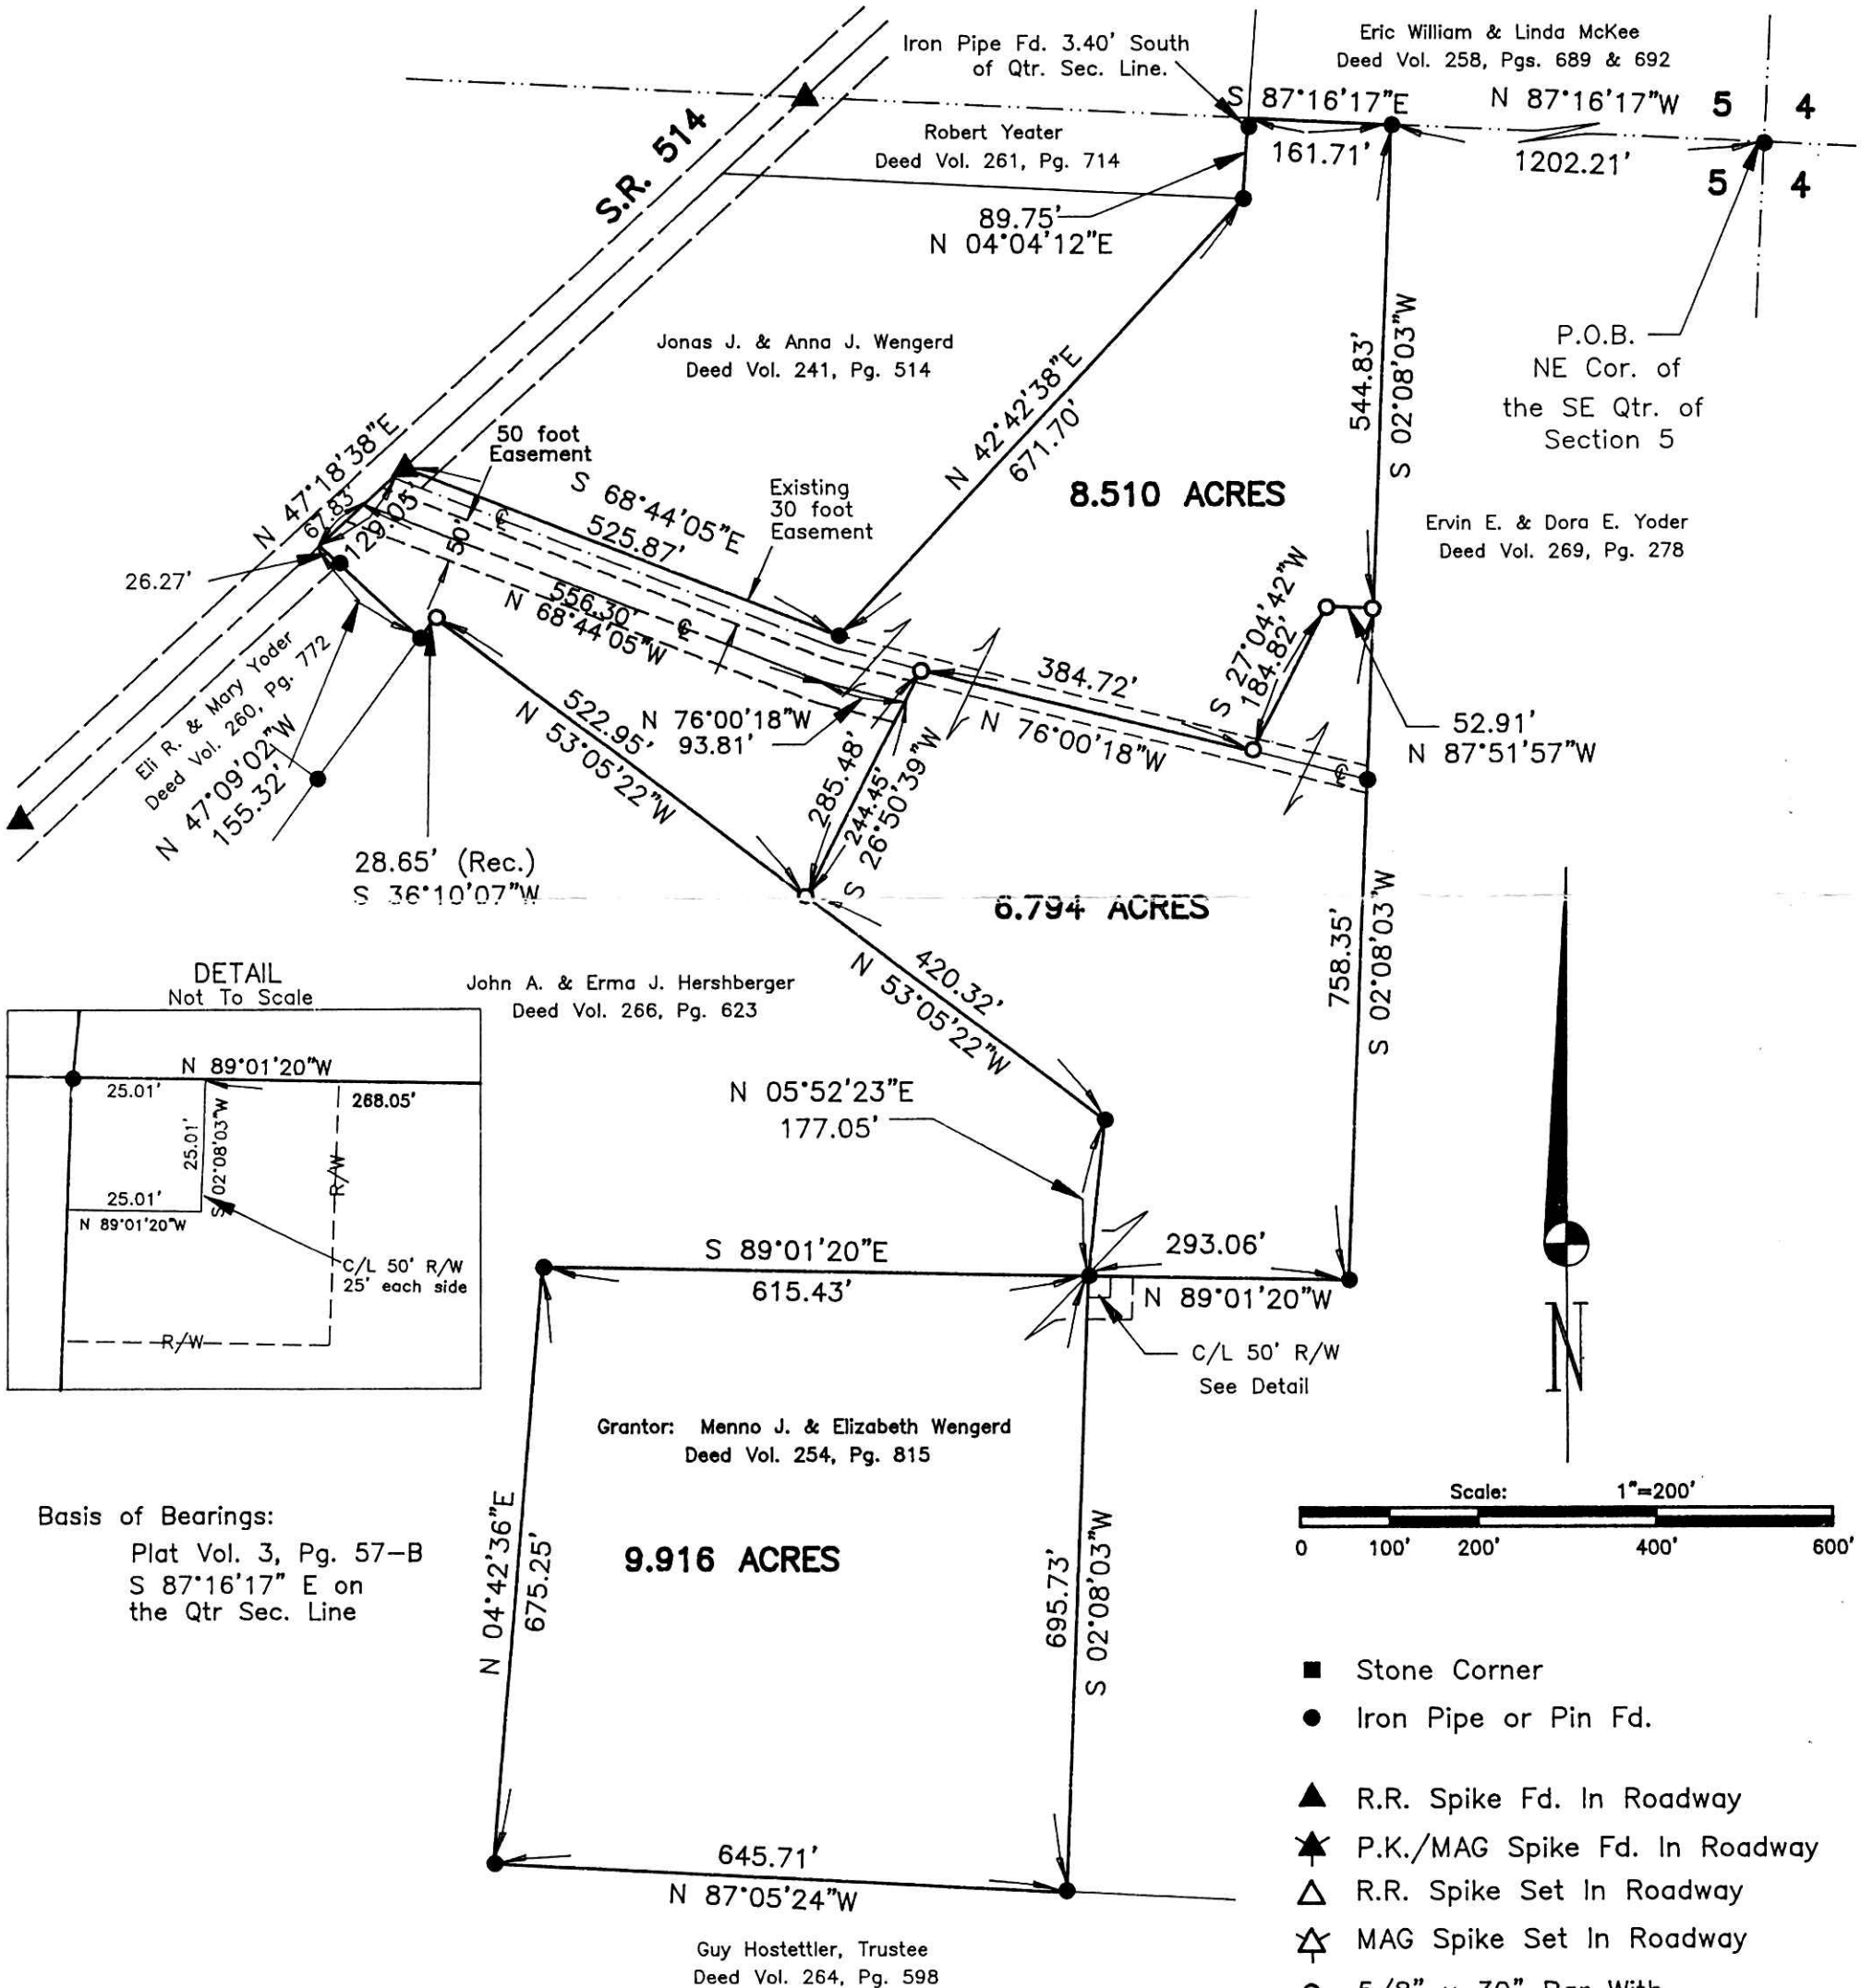 Iron Pipe Fd. 3.40' South
of Qtr. Sec. Line.
Eric William & Linda McKee
Deed Vol. 258, Pgs. 689 & 692
S 87°16'17"E
161.71'
N 87°16'17"W
1202.21'
5 4
5 4
S.R. 514
Robert Yeater
Deed Vol. 261, Pg. 714
89.75'
N 04°04'12"E
P.O.B.
NE Cor. of
the SE Qtr. of
Section 5
Jonas J. & Anna J. Wengerd
Deed Vol. 241, Pg. 514
544.83'
S 02°08'03"W
N 42°42'38"E
671.70'
8.510 ACRES
Ervin E. & Dora E. Yoder
Deed Vol. 269, Pg. 278
50 foot
Easement
N 47°18'38"E
67.83'
129.05'
50'
S 68°44'05"E
525.87'
Existing
30 foot
Easement
26.27'
556.30'
N 68°44'05"W
℄
℄
S 27°04'42"W
184.82'
52.91'
N 87°51'57"W
384.72'
N 76°00'18"W
℄
Eli R. & Mary Yoder
Deed Vol. 260, Pg. 772
N 47°09'02"W
155.32'
522.95'
N 53°05'22"W
N 76°00'18"W
93.81'
285.48'
244.45'
S 26°50'39"W
28.65' (Rec.)
S 36°10'07"W
6.794 ACRES
758.35'
S 02°08'03"W
John A. & Erma J. Hershberger
Deed Vol. 266, Pg. 623
420.32'
N 53°05'22"W
DETAIL
Not To Scale
N 89°01'20"W
25.01'
268.05'
25.01'
S 02°08'03"W
R/W
25.01'
N 89°01'20"W
C/L 50' R/W
25' each side
R/W
N 05°52'23"E
177.05'
S 89°01'20"E
615.43'
293.06'
N 89°01'20"W
C/L 50' R/W
See Detail
N
Grantor: Menno J. & Elizabeth Wengerd
Deed Vol. 254, Pg. 815
Scale: 1"=200'
0 100' 200' 400' 600'
Basis of Bearings:
Plat Vol. 3, Pg. 57-B
S 87°16'17" E on
the Qtr Sec. Line
N 04°42'36"E
675.25'
9.916 ACRES
695.73'
S 02°08'03"W
Stone Corner
Iron Pipe or Pin Fd.
R.R. Spike Fd. In Roadway
P.K./MAG Spike Fd. In Roadway
R.R. Spike Set In Roadway
MAG Spike Set In Roadway
5/8" x 30" Bar With
645.71'
N 87°05'24"W
Guy Hostettler, Trustee
Deed Vol. 264, Pg. 598